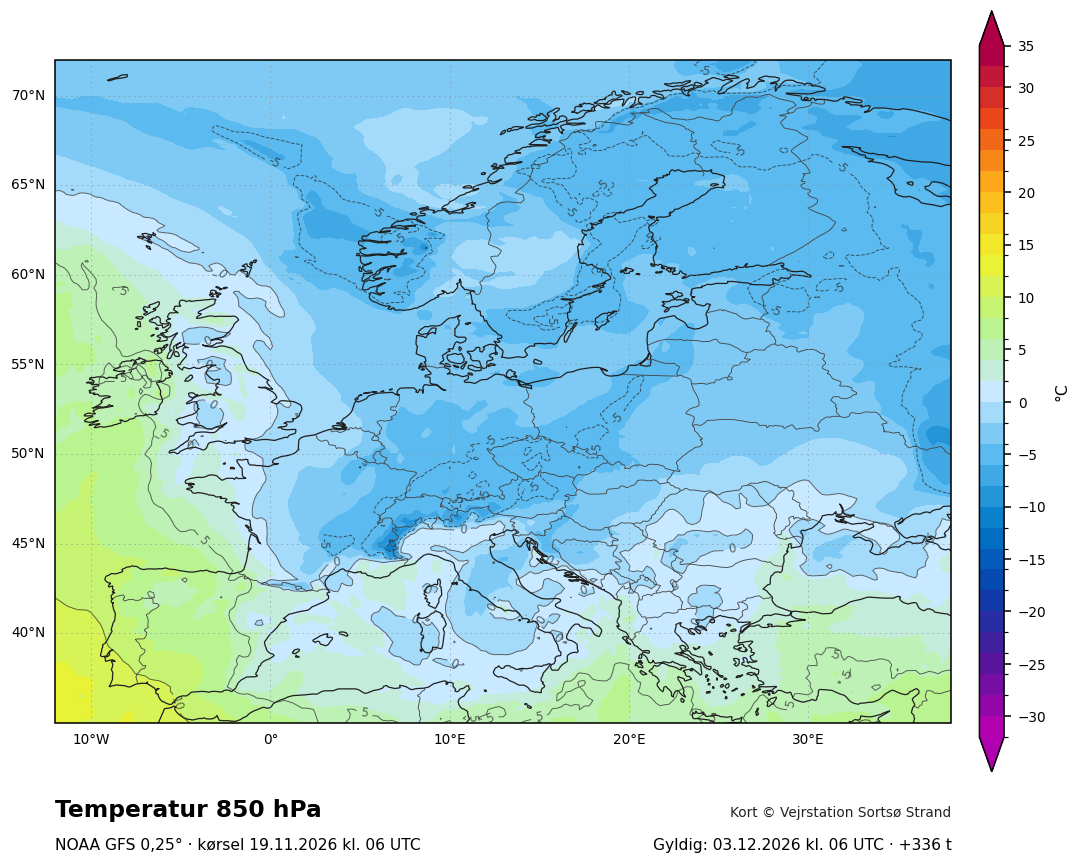 70°N
65°N
60°N
55°N
50°N
45°N
40°N
10°W
0°
10°E
20°E
30°E
35
30
25
20
15
10
5
0
−5
−10
−15
−20
−25
−30
°C
Temperatur 850 hPa
Kort © Vejrstation Sortsø Strand
NOAA GFS 0,25° · kørsel 19.11.2026 kl. 06 UTC
Gyldig: 03.12.2026 kl. 06 UTC · +336 t